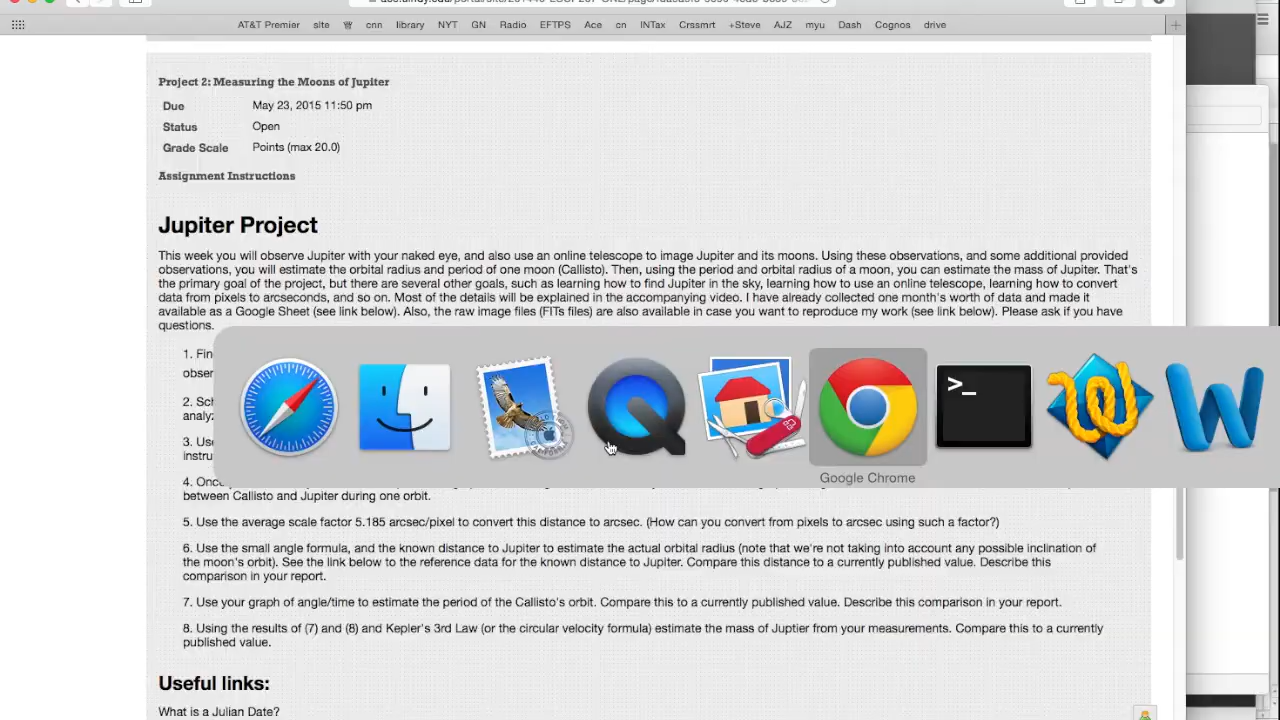 AT&T Premier site cnn library NYT GN Radio EFTPS Ace cn INTax Crssmrt +Steve AJZ myu Dash Cognos drive
Project 2: Measuring the Moons of Jupiter
Due May 23, 2015 11:50 pm
Status Open
Grade Scale Points (max 20.0)
Assignment Instructions
Jupiter Project
This week you will observe Jupiter with your naked eye, and also use an online telescope to image Jupiter and its moons. Using these observations, and some additional provided
observations, you will estimate the orbital radius and period of one moon (Callisto). Then, using the period and orbital radius of a moon, you can estimate the mass of Jupiter. That's
the primary goal of the project, but there are several other goals, such as learning how to find Jupiter in the sky, learning how to use an online telescope, learning how to convert
data from pixels to arcseconds, and so on. Most of the details will be explained in the accompanying video. I have already collected one month's worth of data and made it
available as a Google Sheet (see link below). Also, the raw image files (FITs files) are also available in case you want to reproduce my work (see link below). Please ask if you have
questions.
1. Fin
obser
2. Sch
analyz
3. Use
instru
>_
W
Google Chrome
4. Onc
between Callisto and Jupiter during one orbit.
5. Use the average scale factor 5.185 arcsec/pixel to convert this distance to arcsec. (How can you convert from pixels to arcsec using such a factor?)
6. Use the small angle formula, and the known distance to Jupiter to estimate the actual orbital radius (note that we're not taking into account any possible inclination of
the moon's orbit). See the link below to the reference data for the known distance to Jupiter. Compare this distance to a currently published value. Describe this
comparison in your report.
7. Use your graph of angle/time to estimate the period of the Callisto's orbit. Compare this to a currently published value. Describe this comparison in your report.
8. Using the results of (7) and (8) and Kepler's 3rd Law (or the circular velocity formula) estimate the mass of Juptier from your measurements. Compare this to a currently
published value.
Useful links:
What is a Julian Date?